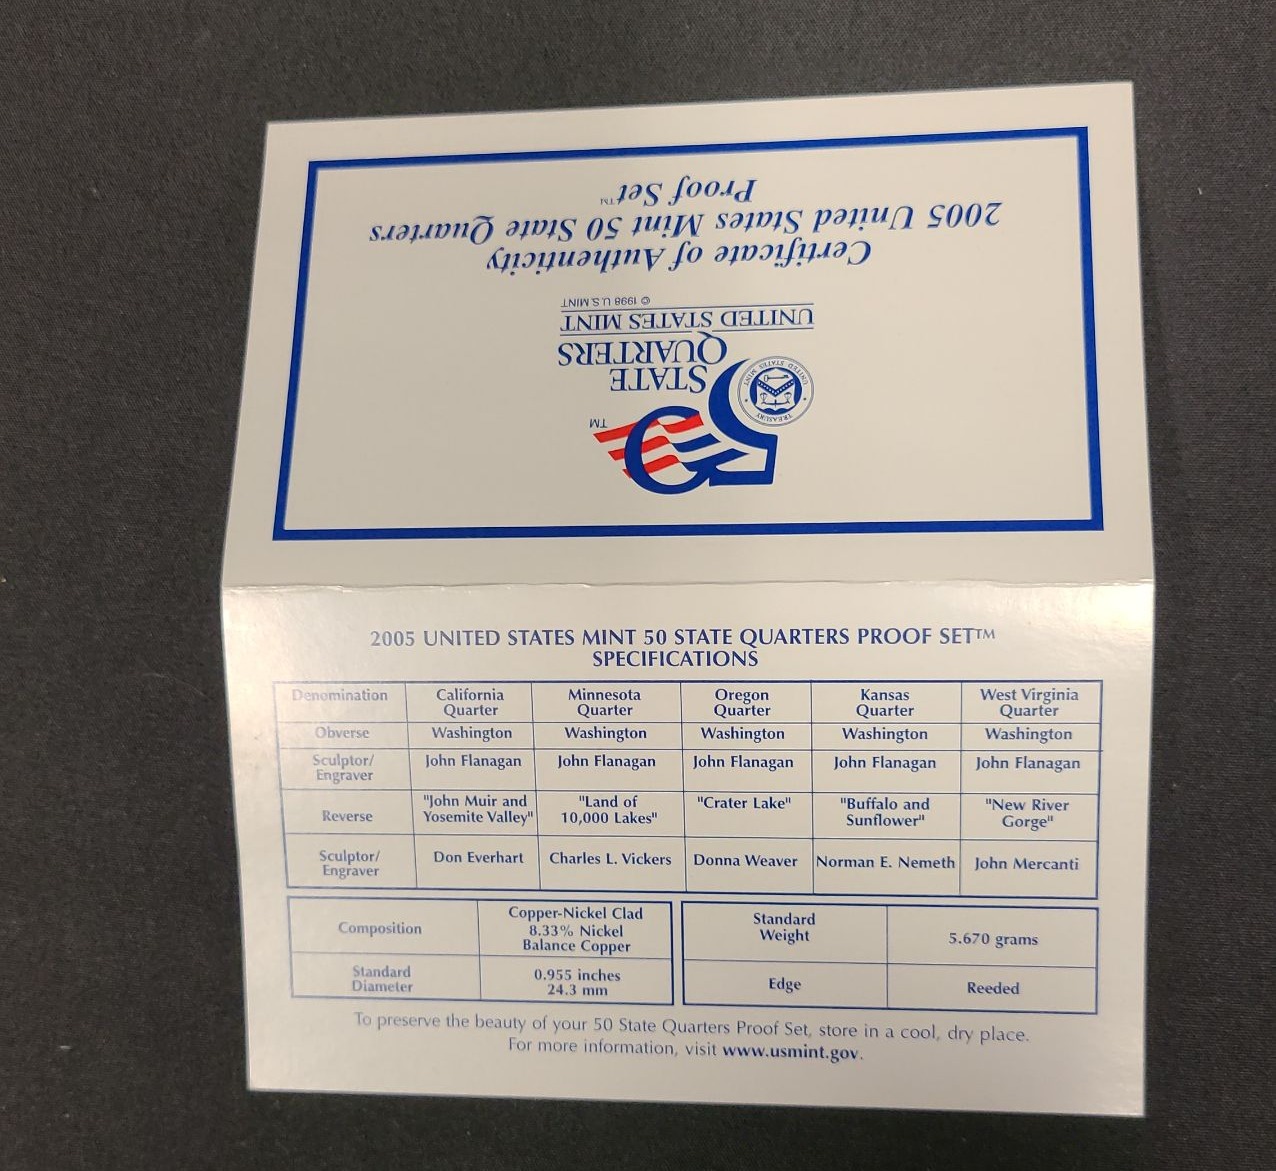 Certificate of Authenticity
2005 United States Mint 50 State Quarters
Proof Set™
50
TM
STATE
QUARTERS
UNITED STATES MINT
© 1998 U.S. MINT
TREASURY
UNITED STATES MINT
2005 UNITED STATES MINT 50 STATE QUARTERS PROOF SET™
SPECIFICATIONS
Denomination California Quarter Minnesota Quarter Oregon Quarter Kansas Quarter West Virginia Quarter
Obverse Washington Washington Washington Washington Washington
Sculptor/ Engraver John Flanagan John Flanagan John Flanagan John Flanagan John Flanagan
Reverse "John Muir and Yosemite Valley" "Land of 10,000 Lakes" "Crater Lake" "Buffalo and Sunflower" "New River Gorge"
Sculptor/ Engraver Don Everhart Charles L. Vickers Donna Weaver Norman E. Nemeth John Mercanti
Composition Copper-Nickel Clad 8.33% Nickel Balance Copper
Standard Weight 5.670 grams
Standard Diameter 0.955 inches 24.3 mm
Edge Reeded
To preserve the beauty of your 50 State Quarters Proof Set, store in a cool, dry place.
For more information, visit www.usmint.gov.